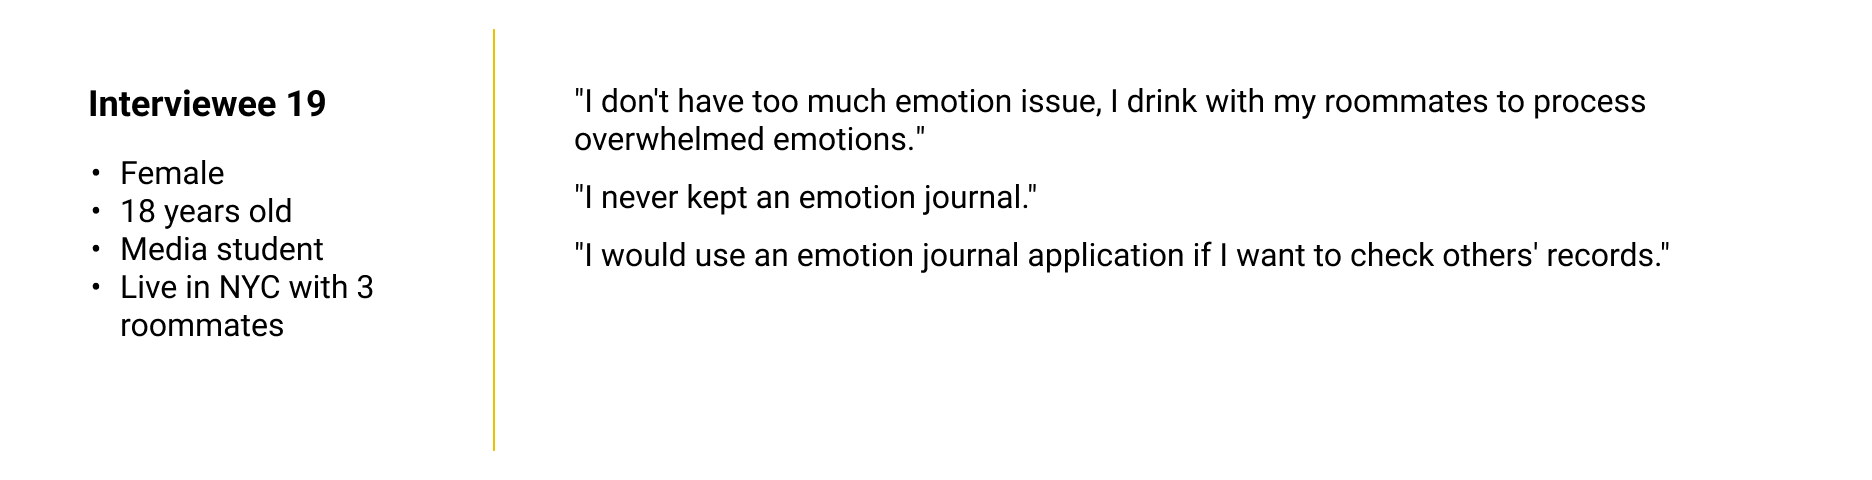 Interviewee 19
• Female
• 18 years old
• Media student
• Live in NYC with 3
roommates
"I don't have too much emotion issue, I drink with my roommates to process
overwhelmed emotions."
"I never kept an emotion journal."
"I would use an emotion journal application if I want to check others' records."